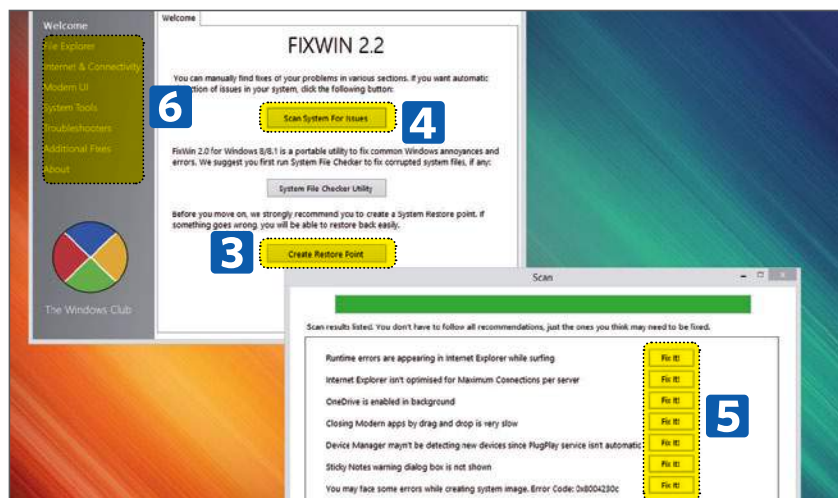 Welcome
File Explorer
Internet & Connectivity
Modern UI
System Tools
Troubleshooters
Additional Fixes
About
6
The Windows Club
Welcome
FIXWIN 2.2
You can manually find fixes of your problems in various sections. If you want automatic
of issues in your system, click the following button:
Scan System For Issues
4
FixWin 2.0 for Windows 8/8.1 is a portable utility to fix common Windows annoyances and
errors. We suggest you first run System File Checker to fix corrupted system files, if any:
System File Checker Utility
Before you move on, we strongly recommend you to create a System Restore point. If
something goes wrong, you will be able to restore back easily.
3
Create Restore Point
Scan
Scan results listed. You don't have to follow all recommendations, just the ones you think may need to be fixed.
Runtime errors are appearing in Internet Explorer while surfing
Fix It!
Internet Explorer isn't optimised for Maximum Connections per server
Fix It!
OneDrive is enabled in background
Fix It!
Closing Modern apps by drag and drop is very slow
Fix It!
5
Device Manager mayn't be detecting new devices since PlugPlay service isn't automatic
Fix It!
Sticky Notes warning dialog box is not shown
Fix It!
You may face some errors while creating system image. Error Code: 0x8004230c
Fix It!